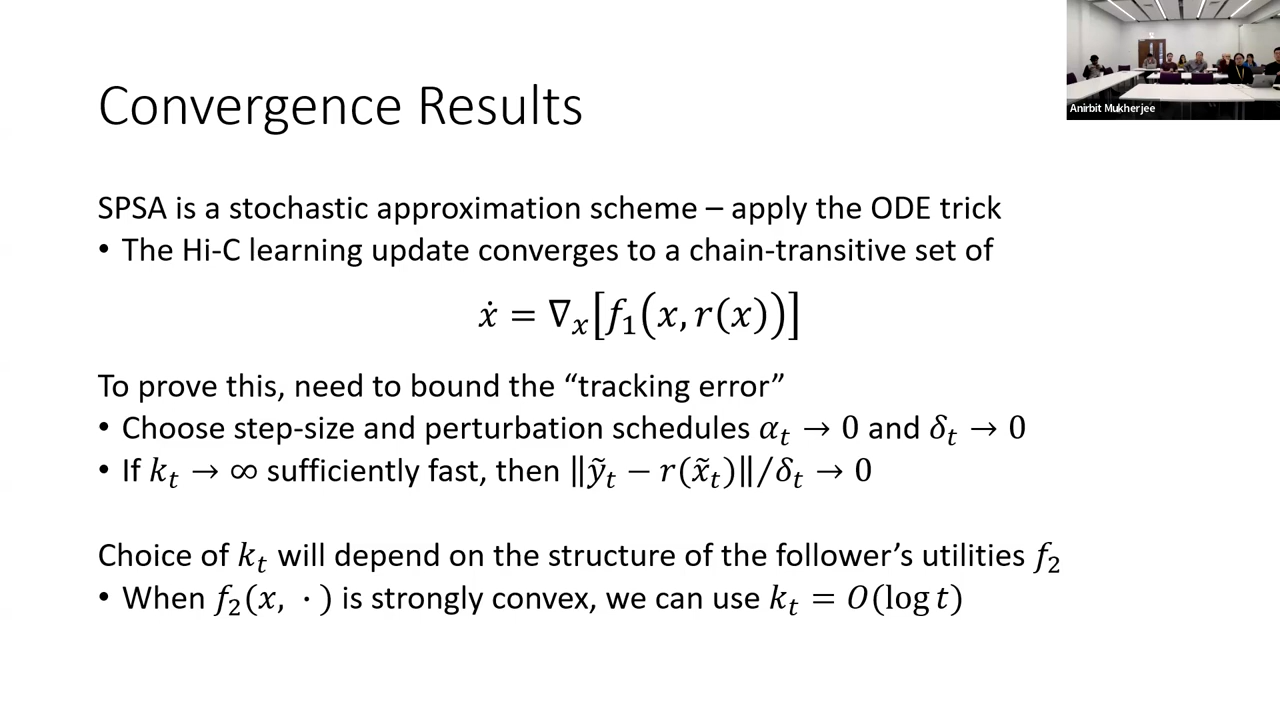 Convergence Results
Anirbit Mukherjee
SPSA is a stochastic approximation scheme – apply the ODE trick
• The Hi-C learning update converges to a chain-transitive set of
ẋ = ∇ₓ[f₁(x, r(x))]
To prove this, need to bound the “tracking error”
• Choose step-size and perturbation schedules αₜ → 0 and δₜ → 0
• If kₜ → ∞ sufficiently fast, then ‖ỹₜ − r(x̃ₜ)‖/δₜ → 0
Choice of kₜ will depend on the structure of the follower’s utilities f₂
• When f₂(x, · ) is strongly convex, we can use kₜ = O(log t)